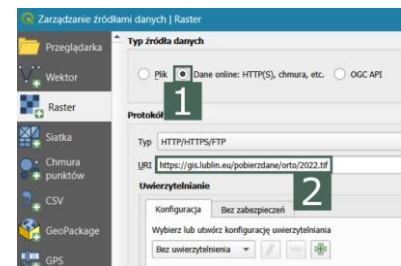 Zarządzanie źródłami danych | Raster
Przeglądarka
Wektor
Raster
Siatka
Chmura
punktów
CSV
GeoPackage
GPS
Typ źródła danych
Plik
Dane online: HTTP(S), chmura, etc.
OGC API
1
Protokół
Typ HTTP/HTTPS/FTP
URI https://gis.lublin.eu/pobierzdane/orto/2022.tif
2
Uwierzytelnianie
Konfiguracja
Bez zabezpieczeń
Wybierz lub utwórz konfigurację uwierzytelniania
Bez uwierzytelnienia